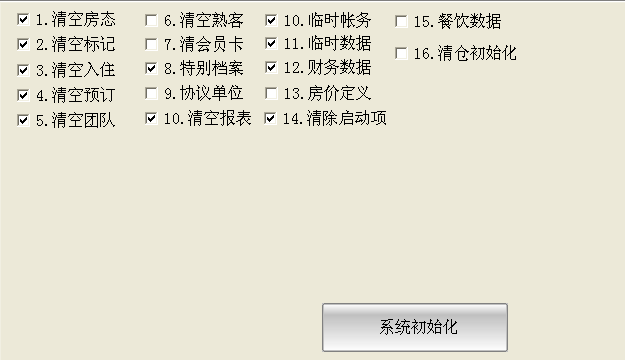 1.清空房态
2.清空标记
3.清空入住
4.清空预订
5.清空团队
6.清空熟客
7.清会员卡
8.特别档案
9.协议单位
10.清空报表
10.临时帐务
11.临时数据
12.财务数据
13.房价定义
14.清除启动项
15.餐饮数据
16.清仓初始化
系统初始化